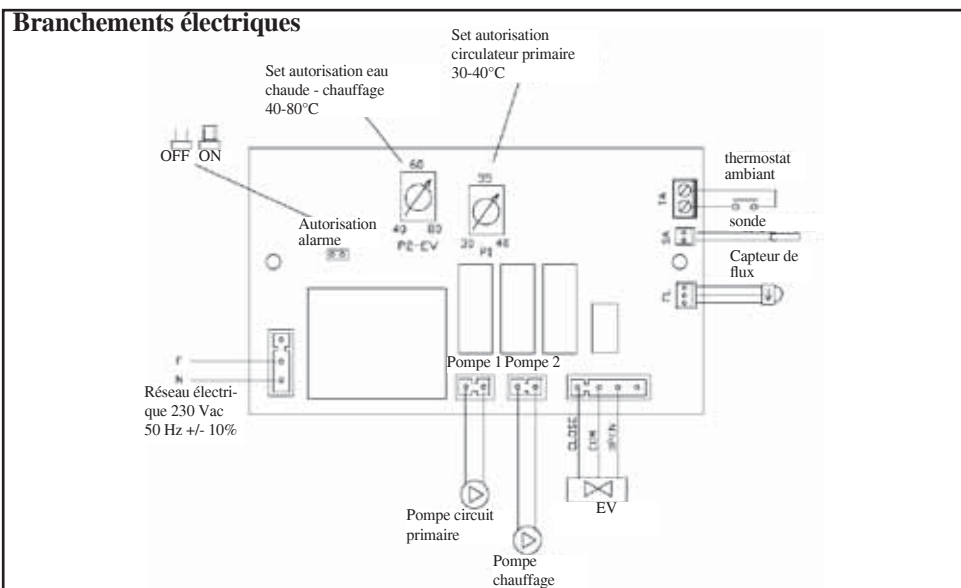 Branchements électriques
Set autorisation
circulateur primaire
30-40°C
Set autorisation eau
chaude - chauffage
40-80°C
OFF ON
thermostat
ambiant
60
35
TA
Autorisation
alarme
40 80
P2-EV
30 40
P1
sonde
SA
Capteur de
flux
FL
F
N
Réseau électri-
que 230 Vac
50 Hz +/- 10%
Pompe 1 Pompe 2
CLOSE
COM
OPEN
EV
Pompe circuit
primaire
Pompe
chauffage